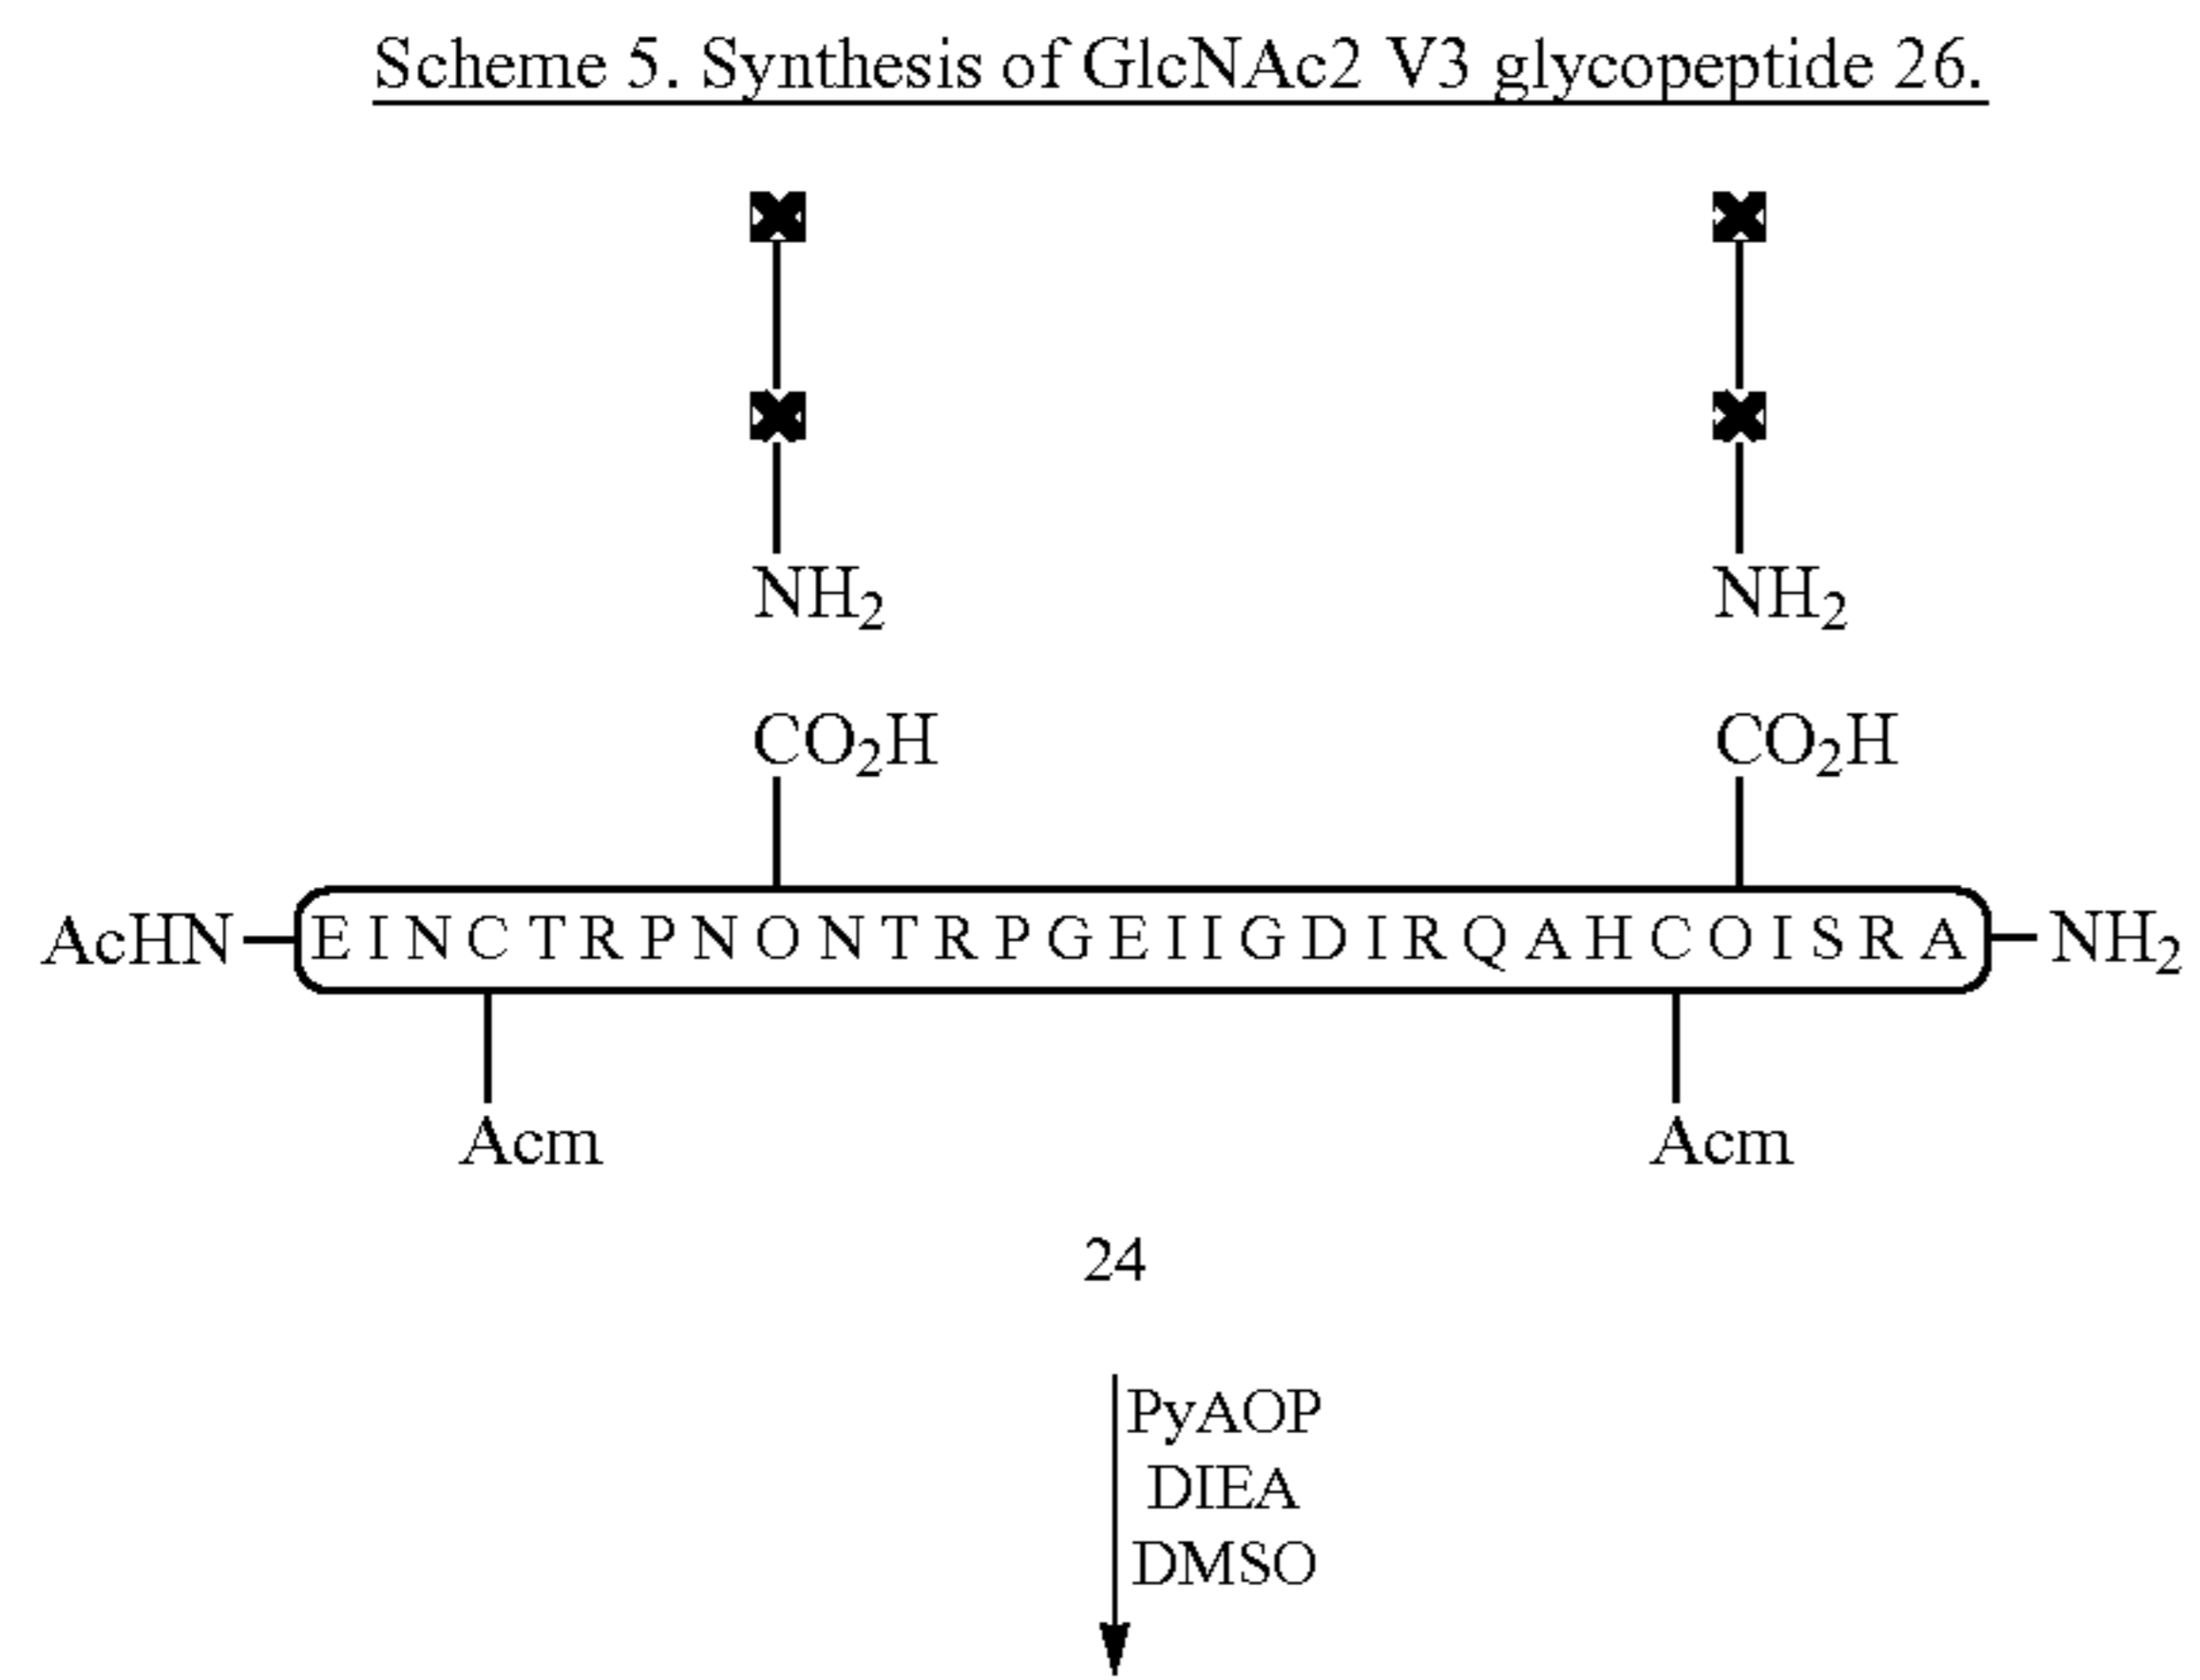 Scheme 5. Synthesis of GlcNAc2 V3 glycopeptide 26.
NH2 NH2
CO2H CO2H
AcHN E I N C T R P N O N T R P G E I I G D I R Q A H C O I S R A NH2
Acm Acm
24
PyAOP
DIEA
DMSO